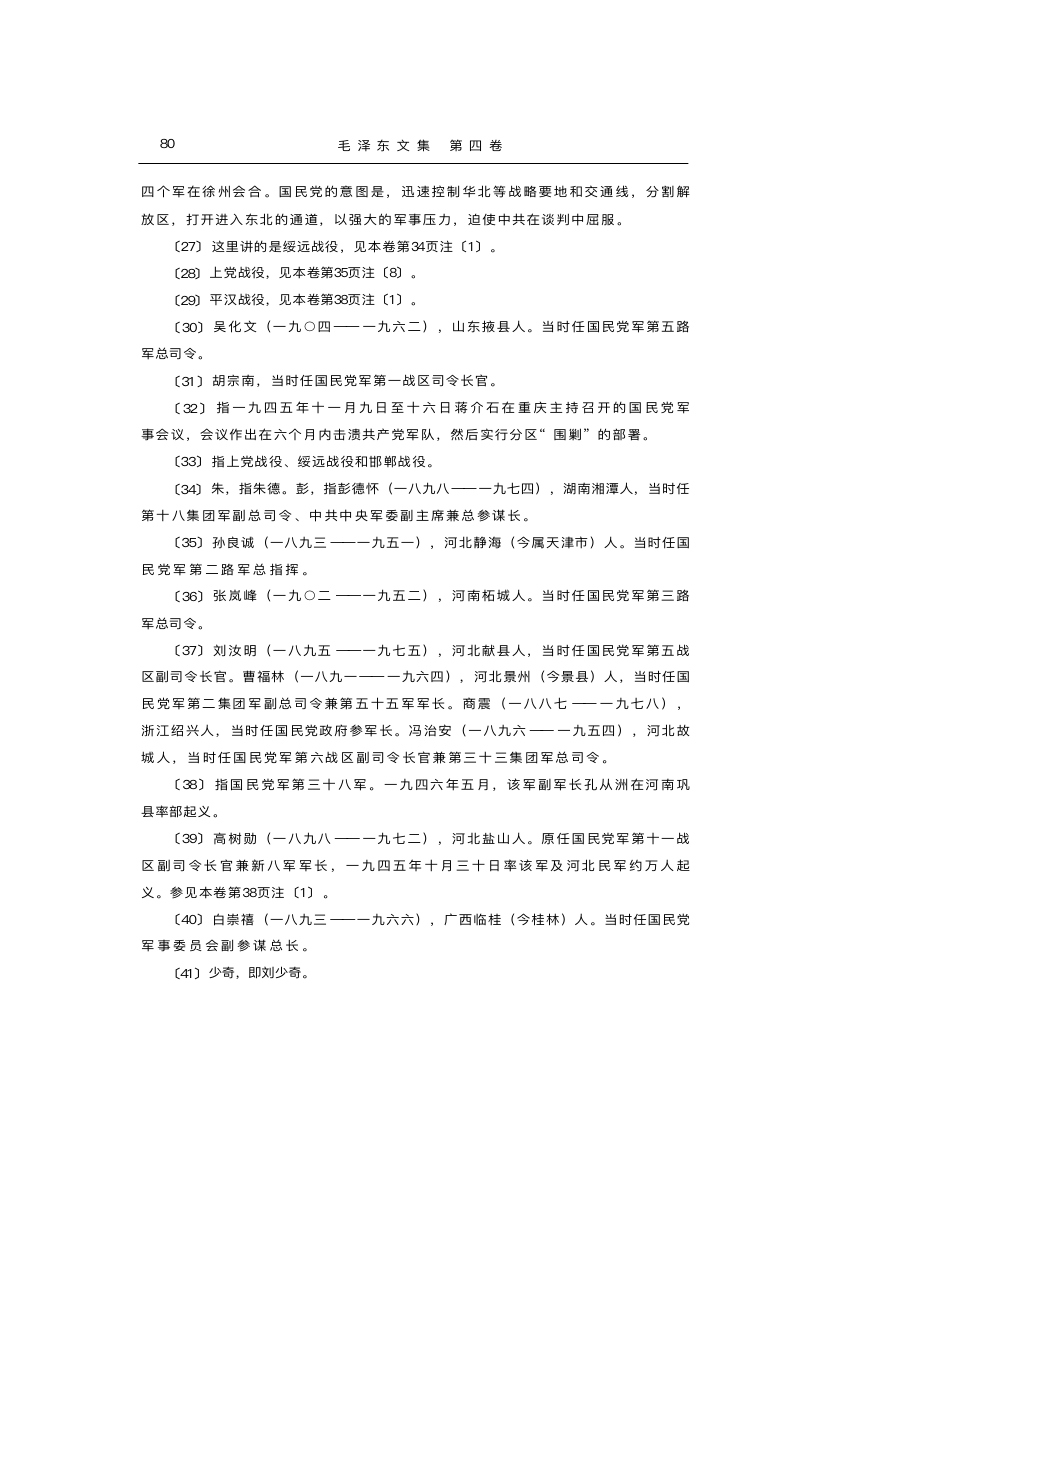 80
毛泽东文集 第四卷
四个军在徐州会合。国民党的意图是，迅速控制华北等战略要地和交通线，分割解
放区，打开进入东北的通道，以强大的军事压力，迫使中共在谈判中屈服。
〔27〕这里讲的是绥远战役，见本卷第34页注〔1〕。
〔28〕上党战役，见本卷第35页注〔8〕。
〔29〕平汉战役，见本卷第38页注〔1〕。
〔30〕吴化文（一九〇四——一九六二），山东掖县人。当时任国民党军第五路
军总司令。
〔31〕胡宗南，当时任国民党军第一战区司令长官。
〔32〕指一九四五年十一月九日至十六日蒋介石在重庆主持召开的国民党军
事会议，会议作出在六个月内击溃共产党军队，然后实行分区“围剿”的部署。
〔33〕指上党战役、绥远战役和邯郸战役。
〔34〕朱，指朱德。彭，指彭德怀（一八九八——一九七四），湖南湘潭人，当时任
第十八集团军副总司令、中共中央军委副主席兼总参谋长。
〔35〕孙良诚（一八九三——一九五一），河北静海（今属天津市）人。当时任国
民党军第二路军总指挥。
〔36〕张岚峰（一九〇二——一九五二），河南柘城人。当时任国民党军第三路
军总司令。
〔37〕刘汝明（一八九五——一九七五），河北献县人，当时任国民党军第五战
区副司令长官。曹福林（一八九一——一九六四），河北景州（今景县）人，当时任国
民党军第二集团军副总司令兼第五十五军军长。商震（一八八七——一九七八），
浙江绍兴人，当时任国民党政府参军长。冯治安（一八九六——一九五四），河北故
城人，当时任国民党军第六战区副司令长官兼第三十三集团军总司令。
〔38〕指国民党军第三十八军。一九四六年五月，该军副军长孔从洲在河南巩
县率部起义。
〔39〕高树勋（一八九八——一九七二），河北盐山人。原任国民党军第十一战
区副司令长官兼新八军军长，一九四五年十月三十日率该军及河北民军约万人起
义。参见本卷第38页注〔1〕。
〔40〕白崇禧（一八九三——一九六六），广西临桂（今桂林）人。当时任国民党
军事委员会副参谋总长。
〔41〕少奇，即刘少奇。